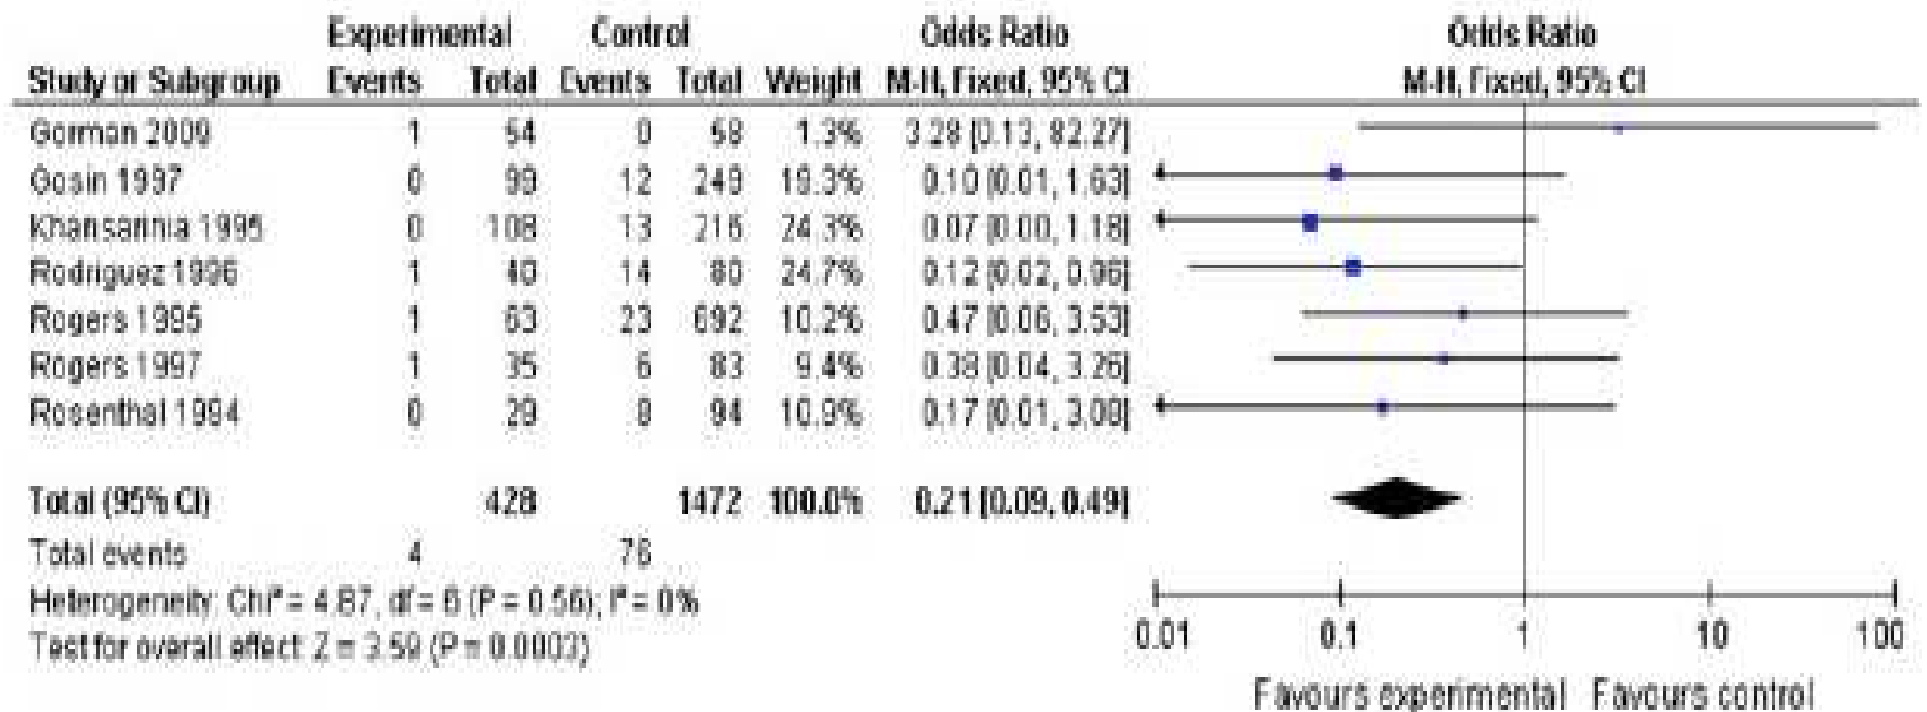 Experimental Control Odds Ratio Odds Ratio
Study or Subgroup Events Total Events Total Weight M-H, Fixed, 95% CI M-H, Fixed, 95% CI
Gorman 2009 1 54 0 58 1.3% 3.28 [0.13, 82.27]
Gosin 1997 0 99 12 249 19.3% 0.10 [0.01, 1.63]
Khansarinia 1995 0 108 13 216 24.3% 0.07 [0.00, 1.18]
Rodriguez 1996 1 40 14 80 24.7% 0.12 [0.02, 0.96]
Rogers 1995 1 63 23 692 10.2% 0.47 [0.06, 3.53]
Rogers 1997 1 35 6 83 9.4% 0.38 [0.04, 3.26]
Rosenthal 1994 0 29 8 94 10.9% 0.17 [0.01, 3.08]
Total (95% CI) 428 1472 100.0% 0.21 [0.09, 0.49]
Total events 4 76
Heterogeneity: Chi² = 4.87, df = 6 (P = 0.56); I² = 0%
Test for overall effect: Z = 3.59 (P = 0.0003)
0.01 0.1 1 10 100
Favours experimental Favours control